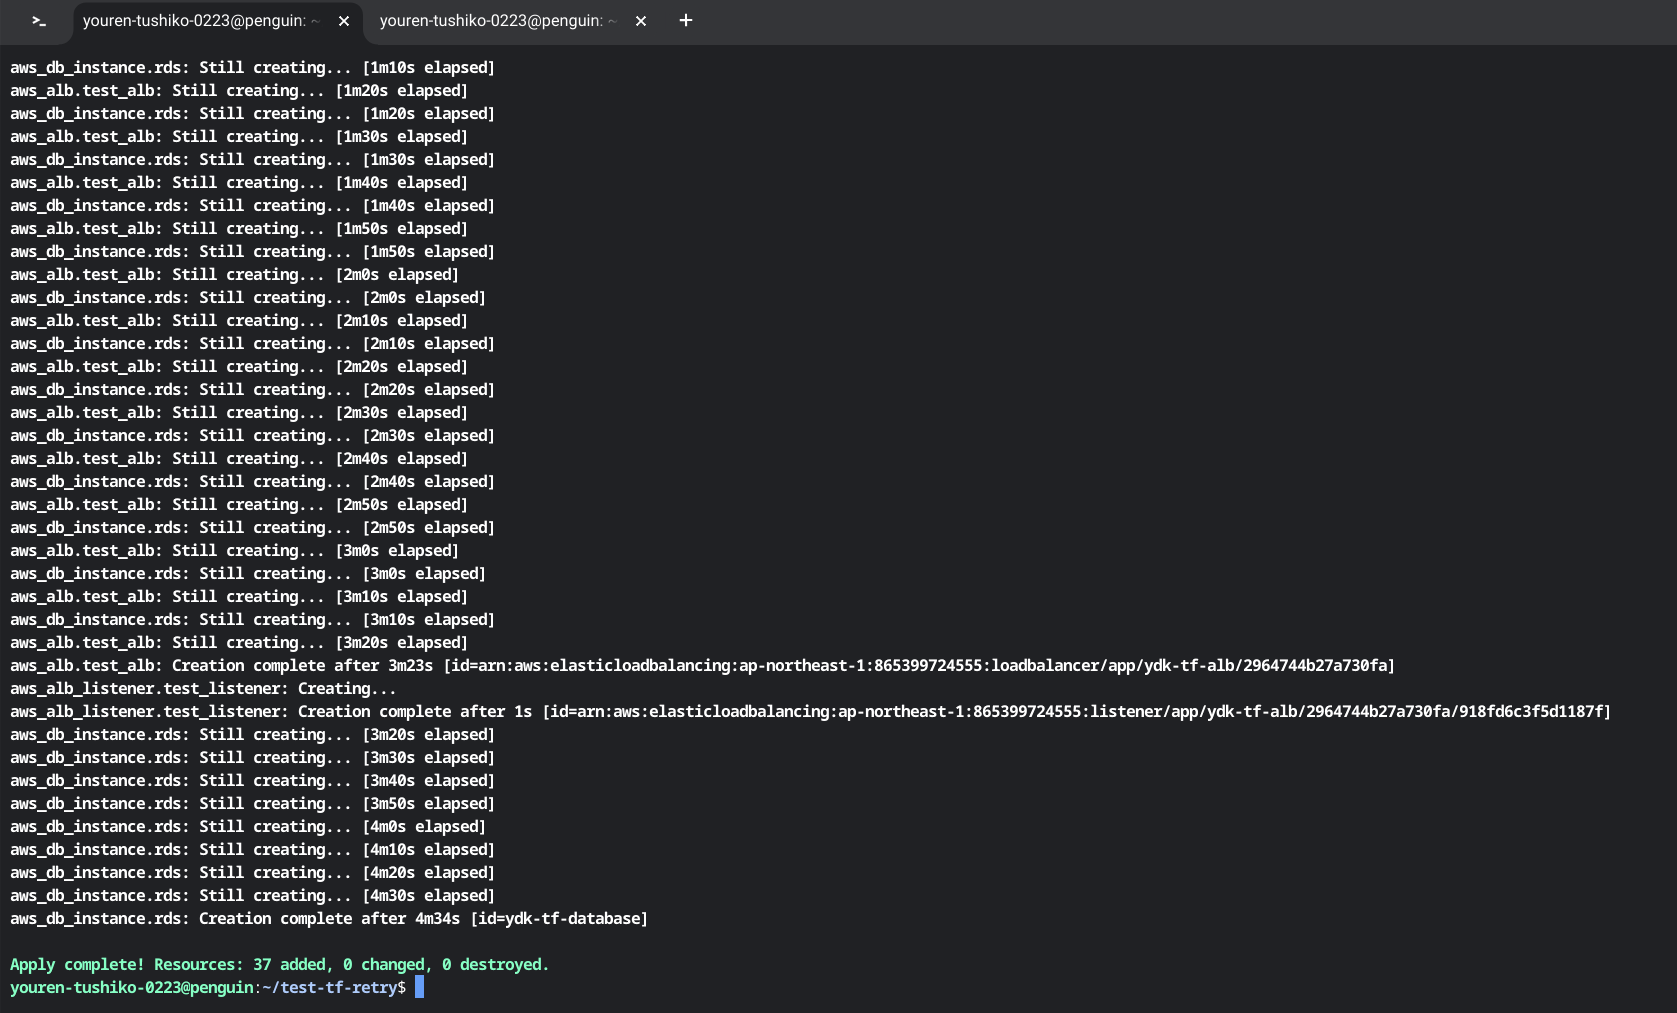 >_ youren-tushiko-0223@penguin: ~ × youren-tushiko-0223@penguin: ~ × +
aws_db_instance.rds: Still creating... [1m10s elapsed]
aws_alb.test_alb: Still creating... [1m20s elapsed]
aws_db_instance.rds: Still creating... [1m20s elapsed]
aws_alb.test_alb: Still creating... [1m30s elapsed]
aws_db_instance.rds: Still creating... [1m30s elapsed]
aws_alb.test_alb: Still creating... [1m40s elapsed]
aws_db_instance.rds: Still creating... [1m40s elapsed]
aws_alb.test_alb: Still creating... [1m50s elapsed]
aws_db_instance.rds: Still creating... [1m50s elapsed]
aws_alb.test_alb: Still creating... [2m0s elapsed]
aws_db_instance.rds: Still creating... [2m0s elapsed]
aws_alb.test_alb: Still creating... [2m10s elapsed]
aws_db_instance.rds: Still creating... [2m10s elapsed]
aws_alb.test_alb: Still creating... [2m20s elapsed]
aws_db_instance.rds: Still creating... [2m20s elapsed]
aws_alb.test_alb: Still creating... [2m30s elapsed]
aws_db_instance.rds: Still creating... [2m30s elapsed]
aws_alb.test_alb: Still creating... [2m40s elapsed]
aws_db_instance.rds: Still creating... [2m40s elapsed]
aws_alb.test_alb: Still creating... [2m50s elapsed]
aws_db_instance.rds: Still creating... [2m50s elapsed]
aws_alb.test_alb: Still creating... [3m0s elapsed]
aws_db_instance.rds: Still creating... [3m0s elapsed]
aws_alb.test_alb: Still creating... [3m10s elapsed]
aws_db_instance.rds: Still creating... [3m10s elapsed]
aws_alb.test_alb: Still creating... [3m20s elapsed]
aws_alb.test_alb: Creation complete after 3m23s [id=arn:aws:elasticloadbalancing:ap-northeast-1:865399724555:loadbalancer/app/ydk-tf-alb/2964744b27a730fa]
aws_alb_listener.test_listener: Creating...
aws_alb_listener.test_listener: Creation complete after 1s [id=arn:aws:elasticloadbalancing:ap-northeast-1:865399724555:listener/app/ydk-tf-alb/2964744b27a730fa/918fd6c3f5d1187f]
aws_db_instance.rds: Still creating... [3m20s elapsed]
aws_db_instance.rds: Still creating... [3m30s elapsed]
aws_db_instance.rds: Still creating... [3m40s elapsed]
aws_db_instance.rds: Still creating... [3m50s elapsed]
aws_db_instance.rds: Still creating... [4m0s elapsed]
aws_db_instance.rds: Still creating... [4m10s elapsed]
aws_db_instance.rds: Still creating... [4m20s elapsed]
aws_db_instance.rds: Still creating... [4m30s elapsed]
aws_db_instance.rds: Creation complete after 4m34s [id=ydk-tf-database]
Apply complete! Resources: 37 added, 0 changed, 0 destroyed.
youren-tushiko-0223@penguin:~/test-tf-retry$